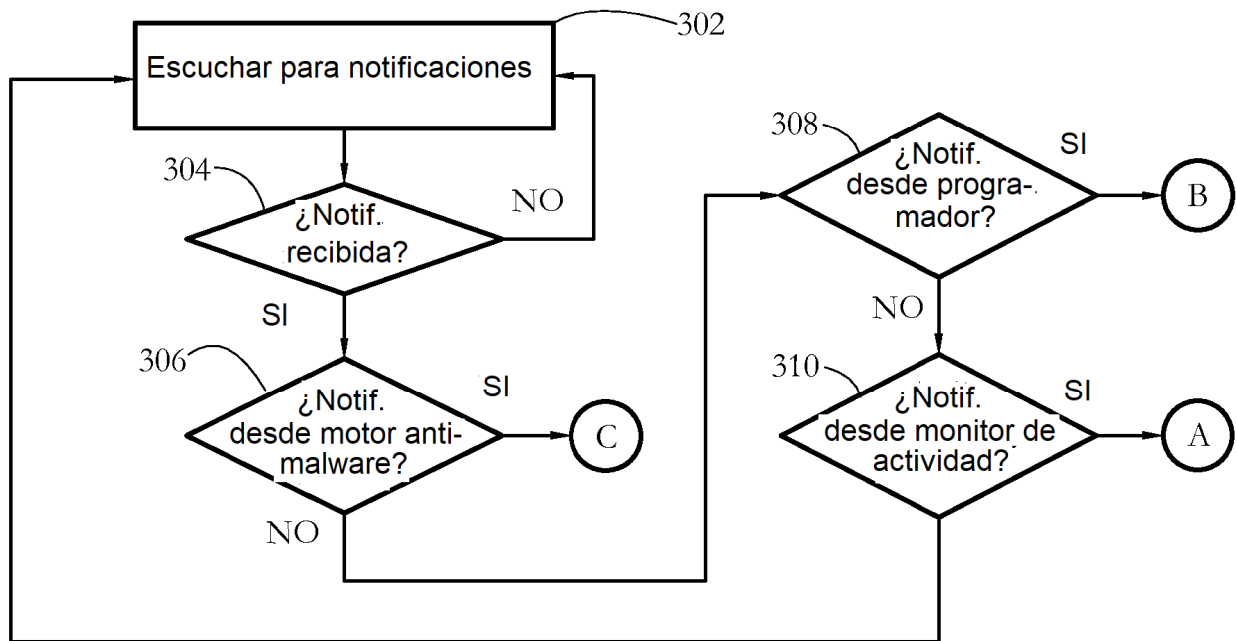 302
Escuchar para notificaciones
304
¿Notif.
recibida?
NO
SI
306
¿Notif.
desde motor anti-
malware?
SI
C
NO
308
¿Notif.
desde progra-
mador?
SI
B
NO
310
¿Notif.
desde monitor de
actividad?
SI
A